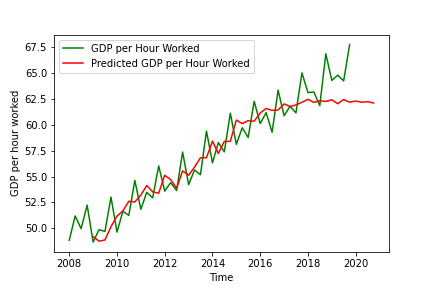 GDP per Hour Worked
Predicted GDP per Hour Worked
67.5
65.0
62.5
60.0
57.5
55.0
52.5
50.0
GDP per hour worked
2008 2010 2012 2014 2016 2018 2020
Time